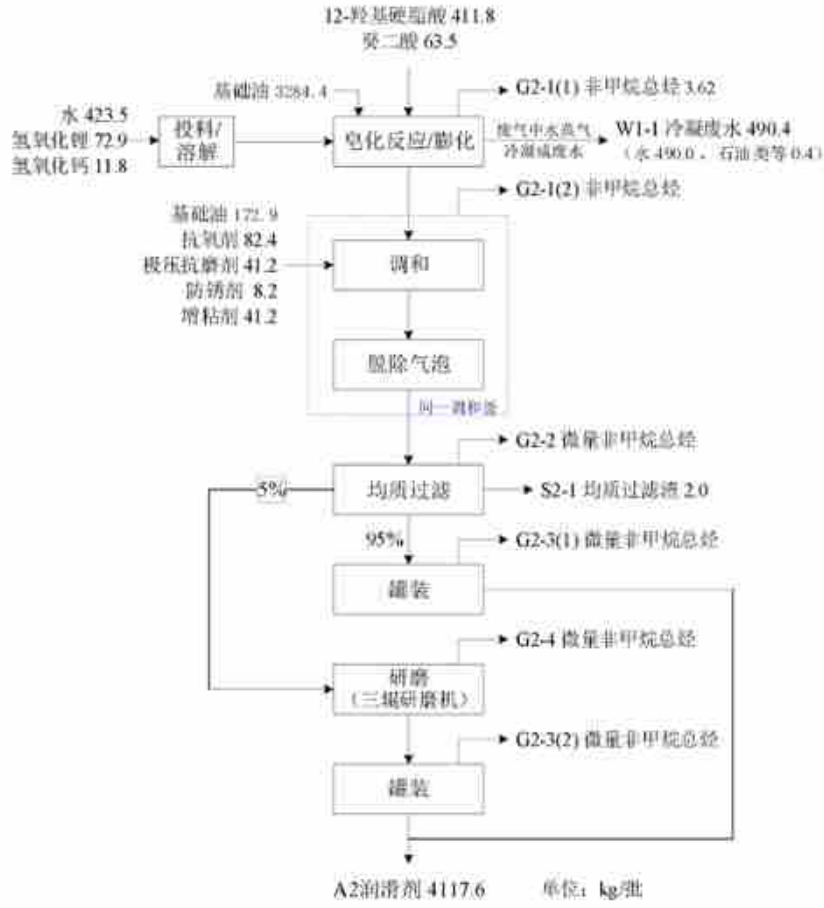 12-羟基硬脂酸 411.8
癸二酸 63.5
基础油 3284.4
G2-1(1) 非甲烷总烃 3.62
水 423.5
氢氧化锂 72.9
氢氧化钙 11.8
投料/
溶解
皂化反应/膨化
废气中水蒸气
冷凝成废水
W1-1 冷凝废水 490.4
（水 490.0 ，石油类等 0.4）
G2-1(2) 非甲烷总烃
基础油 172.9
抗氧剂 82.4
极压抗磨剂 41.2
防锈剂 8.2
增粘剂 41.2
调和
脱除气泡
同一调和釜
G2-2 微量非甲烷总烃
5%
均质过滤
S2-1 均质过滤渣 2.0
95%
G2-3(1) 微量非甲烷总烃
罐装
G2-4 微量非甲烷总烃
研磨
（三辊研磨机）
G2-3(2) 微量非甲烷总烃
罐装
A2润滑剂 4117.6
单位：kg/批